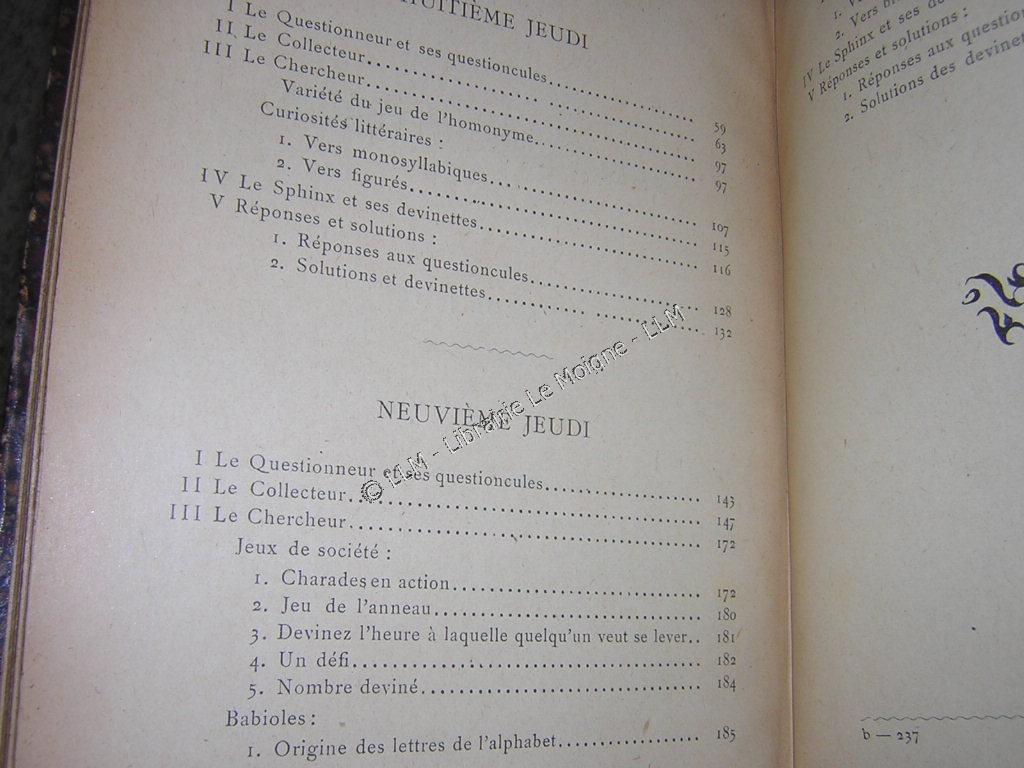 HUITIÈME JEUDI
I Le Questionneur et ses questioncules........................ 59
II Le Collecteur........................ 63
III Le Chercheur........................ 97
Variété du jeu de l'homonyme........................ 97
Curiosités littéraires :
1. Vers monosyllabiques........................ 107
2. Vers figurés........................ 115
IV Le Sphinx et ses devinettes........................ 116
V Réponses et solutions :
1. Réponses aux questioncules........................ 128
2. Solutions et devinettes........................ 132
NEUVIÈME JEUDI
I Le Questionneur et ses questioncules........................ 143
II Le Collecteur........................ 147
III Le Chercheur........................ 172
Jeux de société :
1. Charades en action........................ 172
2. Jeu de l'anneau........................ 180
3. Devinez l'heure à laquelle quelqu'un veut se lever.. 181
4. Un défi........................ 182
5. Nombre deviné........................ 184
Babioles :
1. Origine des lettres de l'alphabet........................ 185
© LLM - Librairie Le Moigne - LLM
1.
2. Vers
IV Le Sphinx et ses
V Réponses et solutions :
1. Réponses aux
2. Solutions des
b — 237